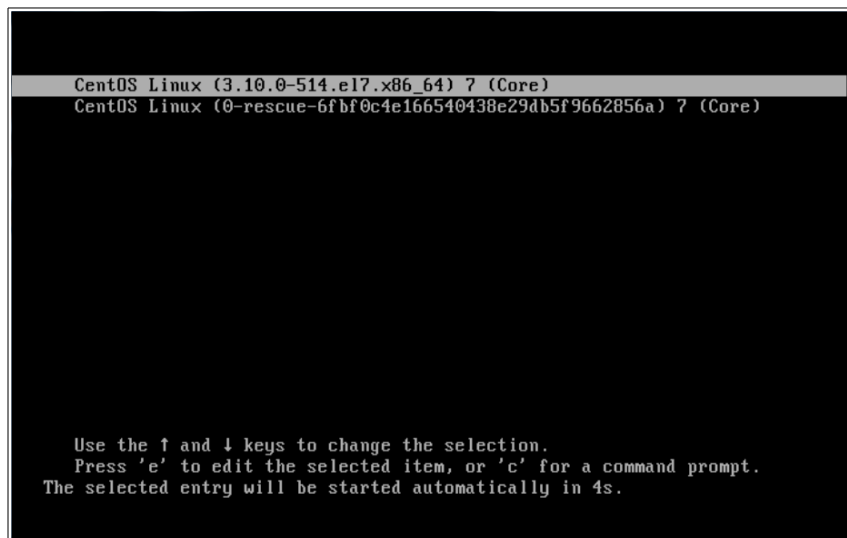 CentOS Linux (3.10.0-514.el7.x86_64) 7 (Core)
CentOS Linux (0-rescue-6fbf0c4e166540438e29db5f9662856a) 7 (Core)
Use the ↑ and ↓ keys to change the selection.
Press 'e' to edit the selected item, or 'c' for a command prompt.
The selected entry will be started automatically in 4s.